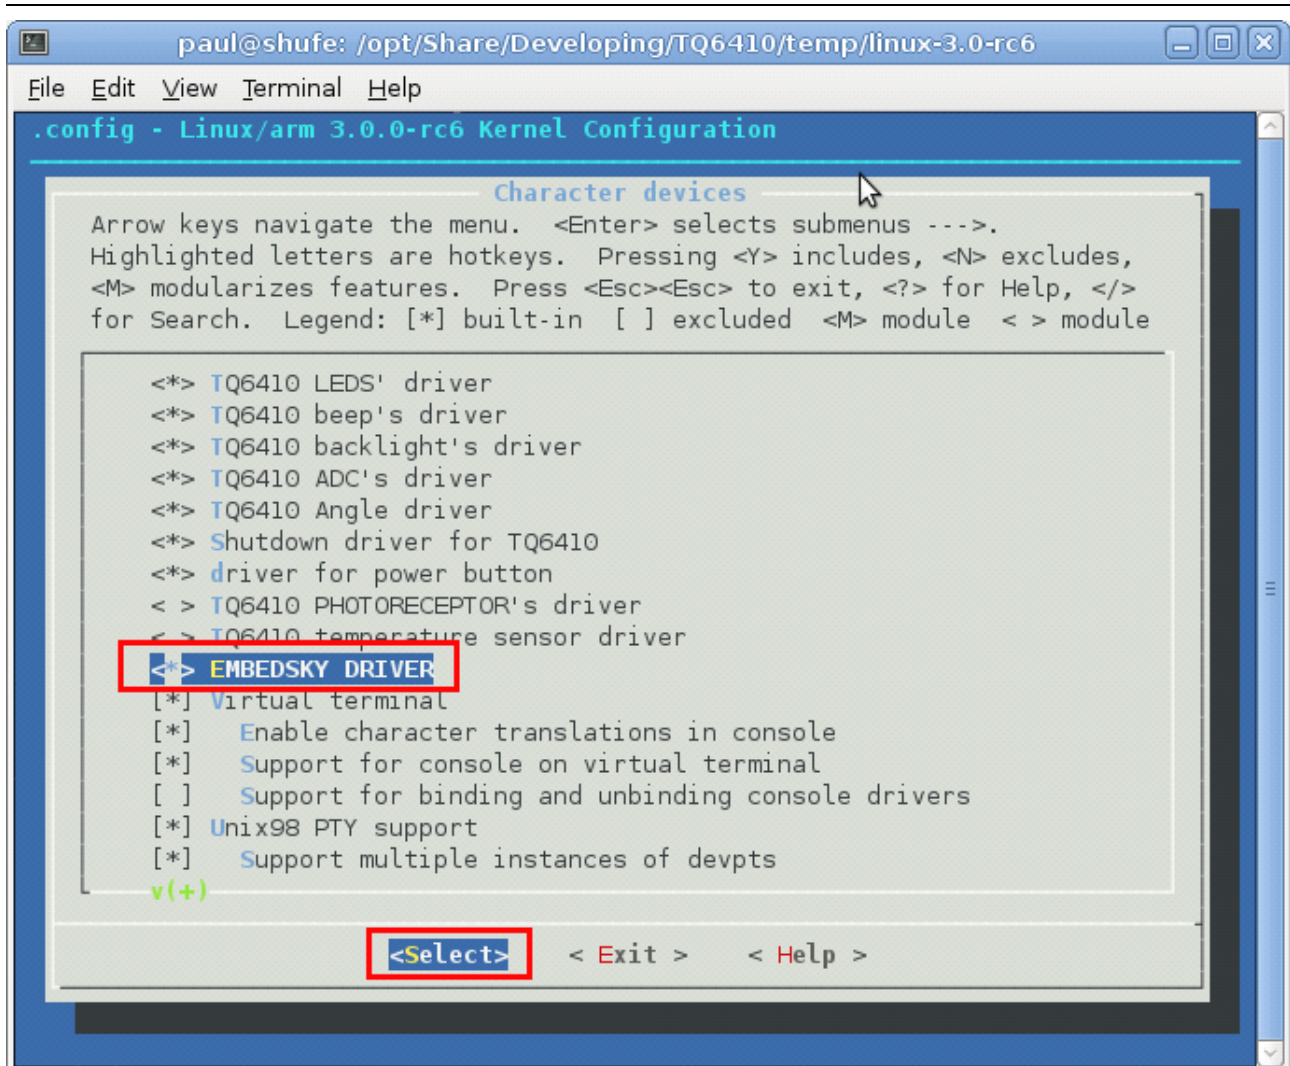 paul@shufe: /opt/Share/Developing/TQ6410/temp/linux-3.0-rc6
File Edit View Terminal Help
.config - Linux/arm 3.0.0-rc6 Kernel Configuration
Character devices
Arrow keys navigate the menu. <Enter> selects submenus --->.
Highlighted letters are hotkeys. Pressing <Y> includes, <N> excludes,
<M> modularizes features. Press <Esc><Esc> to exit, <?> for Help, </>
for Search. Legend: [*] built-in [ ] excluded <M> module < > module
<*> TQ6410 LEDS' driver
<*> TQ6410 beep's driver
<*> TQ6410 backlight's driver
<*> TQ6410 ADC's driver
<*> TQ6410 Angle driver
<*> Shutdown driver for TQ6410
<*> driver for power button
< > TQ6410 PHOTORECEPTOR's driver
< > TQ6410 temperature sensor driver
<*> EMBEDSKY DRIVER
[*] Virtual terminal
[*] Enable character translations in console
[*] Support for console on virtual terminal
[ ] Support for binding and unbinding console drivers
[*] Unix98 PTY support
[*] Support multiple instances of devpts
v(+)
<Select> < Exit > < Help >